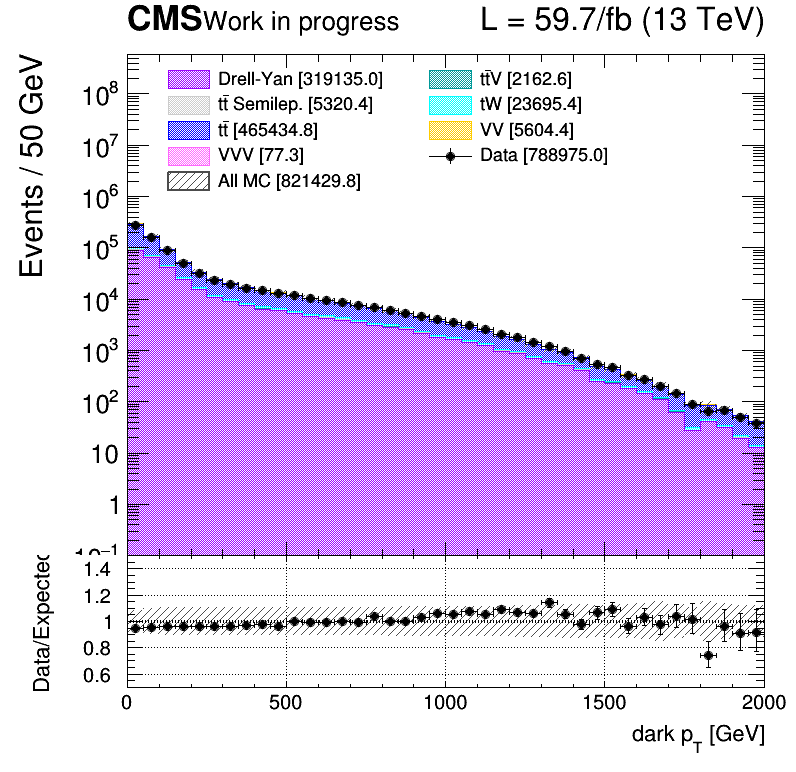 CMS Work in progress L = 59.7/fb (13 TeV)
Events / 50 GeV
Drell-Yan [319135.0]
tt̄ Semilep. [5320.4]
tt̄ [465434.8]
VVV [77.3]
All MC [821429.8]
tt̄V [2162.6]
tW [23695.4]
VV [5604.4]
Data [788975.0]
10⁸
10⁷
10⁶
10⁵
10⁴
10³
10²
10
1
10⁻¹
Data/Expected
1.4
1.2
1
0.8
0.6
0 500 1000 1500 2000
dark p_T [GeV]